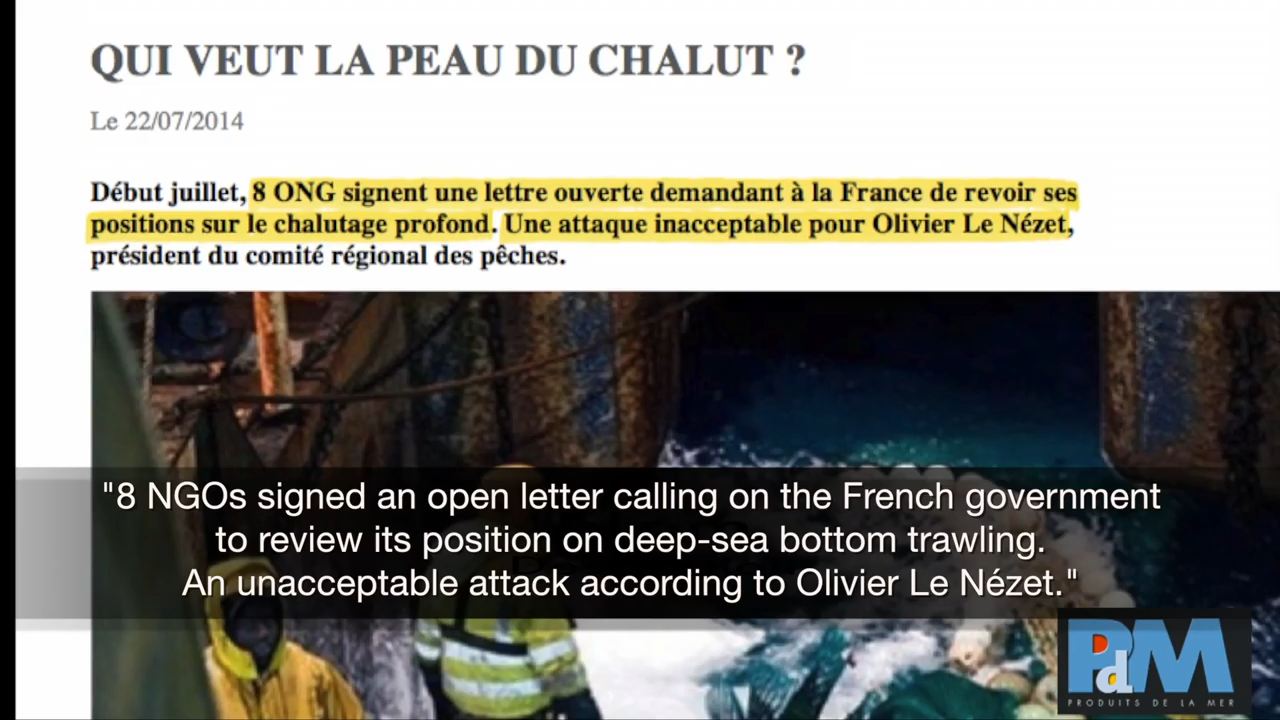 QUI VEUT LA PEAU DU CHALUT ?
Le 22/07/2014
Début juillet, 8 ONG signent une lettre ouverte demandant à la France de revoir ses
positions sur le chalutage profond. Une attaque inacceptable pour Olivier Le Nézet,
président du comité régional des pêches.
"8 NGOs signed an open letter calling on the French government
to review its position on deep-sea bottom trawling.
An unacceptable attack according to Olivier Le Nézet."
PdM
PRODUITS DE LA MER